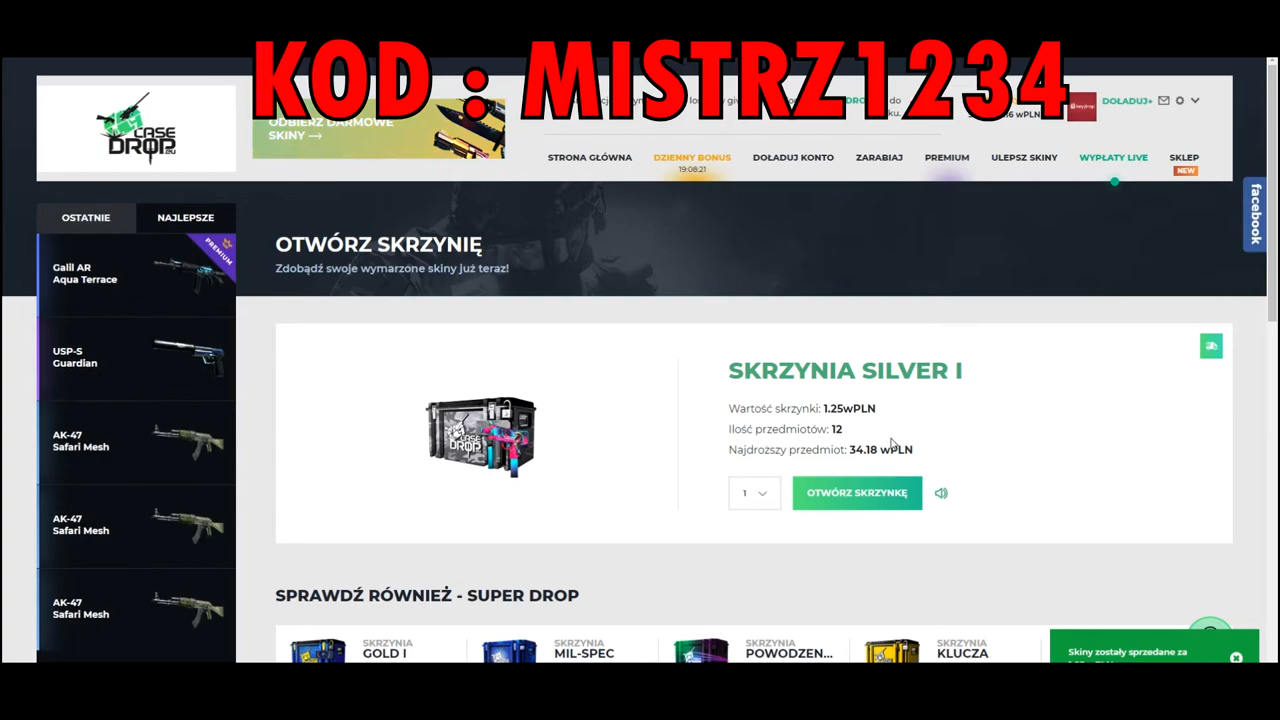 KOD : MISTRZ1234
CASE
DROP.eu
ODBIERZ DARMOWE
SKINY →
DOŁADUJ+
STRONA GŁÓWNA
DZIENNY BONUS
19:08:21
DOŁADUJ KONTO
ZARABIAJ
PREMIUM
ULEPSZ SKINY
WYPŁATY LIVE
SKLEP
NEW
facebook
OSTATNIE
NAJLEPSZE
PREMIUM
Galil AR
Aqua Terrace
USP-S
Guardian
AK-47
Safari Mesh
AK-47
Safari Mesh
AK-47
Safari Mesh
OTWÓRZ SKRZYNIĘ
Zdobądź swoje wymarzone skiny już teraz!
CASE
DROP
SKRZYNIA SILVER I
Wartość skrzynki: 1.25wPLN
Ilość przedmiotów: 12
Najdroższy przedmiot: 34.18 wPLN
1
OTWÓRZ SKRZYNKĘ
SPRAWDŹ RÓWNIEŻ - SUPER DROP
SKRZYNIA
GOLD I
SKRZYNIA
MIL-SPEC
SKRZYNIA
POWODZEN...
SKRZYNIA
KLUCZA
Skiny zostały sprzedane za